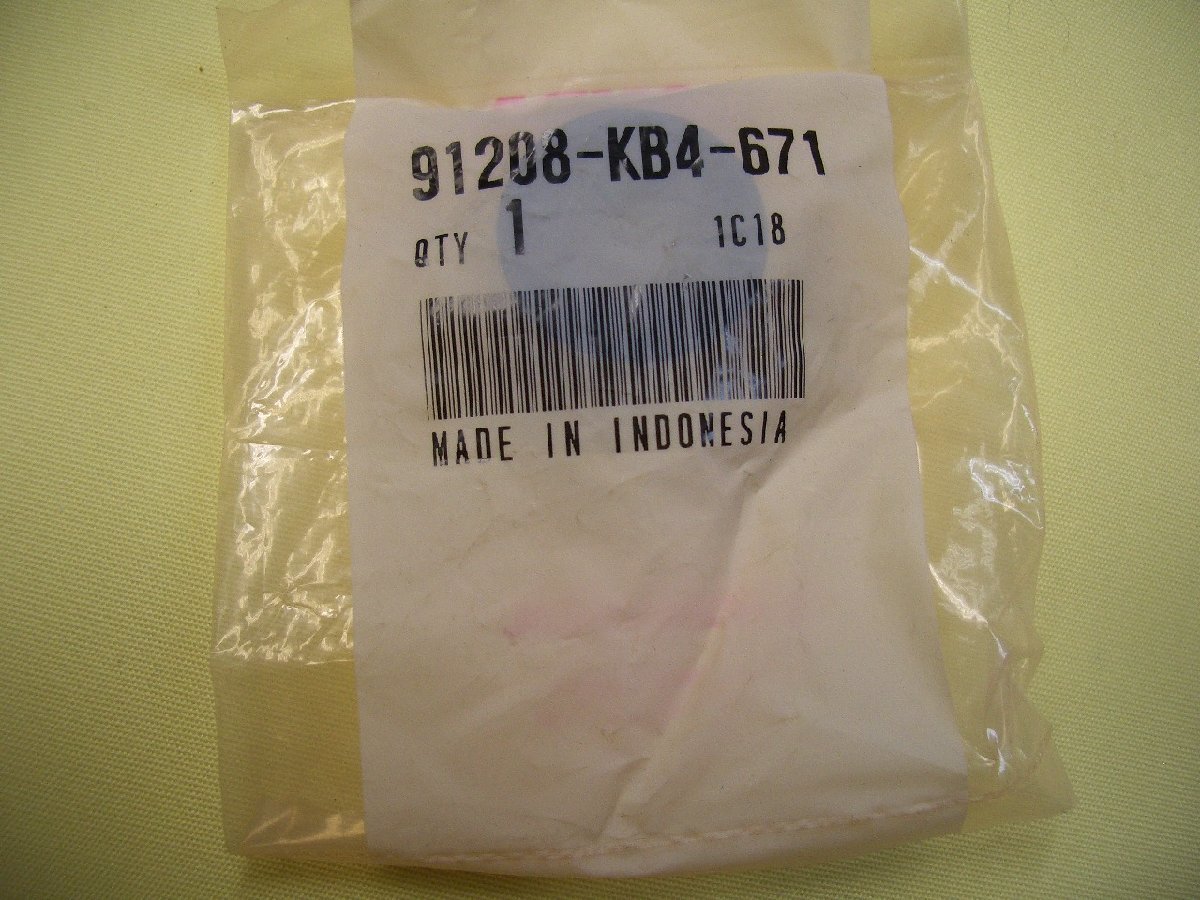 91208-KB4-671
QTY 1 1C18
MADE IN INDONESIA